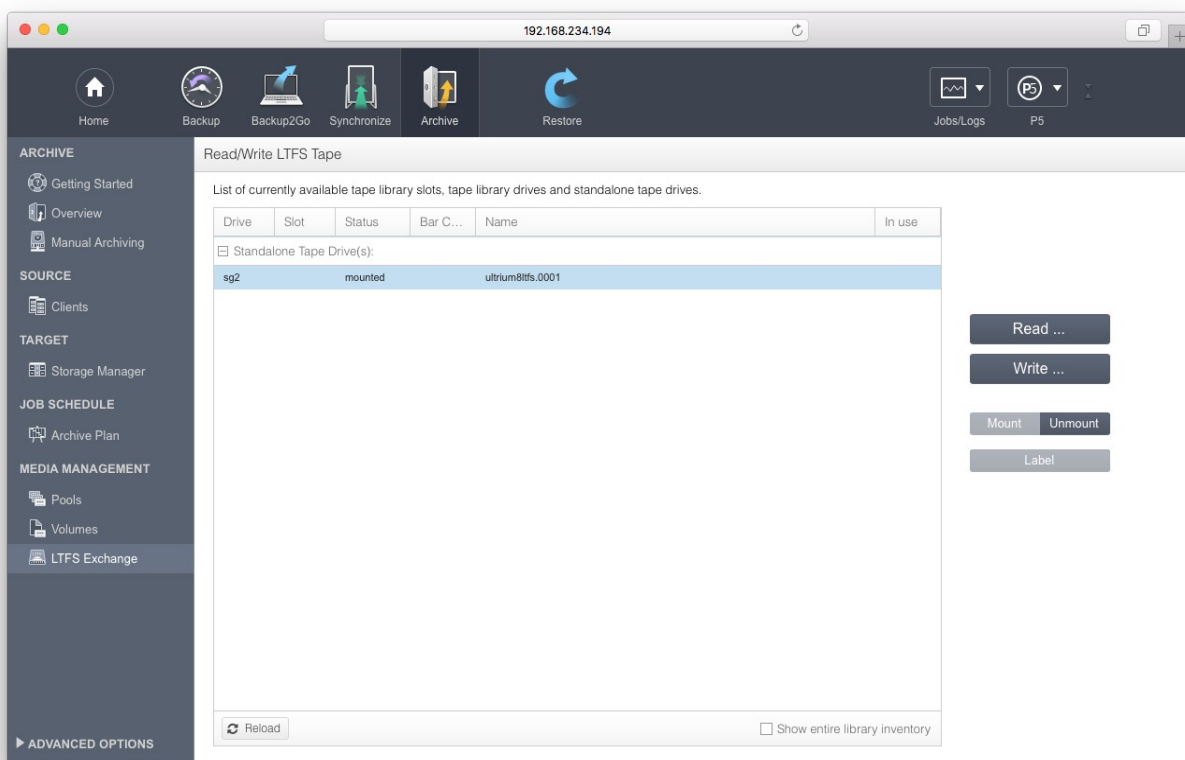 192.168.234.194
Home
Backup
Backup2Go
Synchronize
Archive
Restore
Jobs/Logs
P5
P5
ARCHIVE
Getting Started
Overview
Manual Archiving
SOURCE
Clients
TARGET
Storage Manager
JOB SCHEDULE
Archive Plan
MEDIA MANAGEMENT
Pools
Volumes
LTFS Exchange
ADVANCED OPTIONS
Read/Write LTFS Tape
List of currently available tape library slots, tape library drives and standalone tape drives.
Drive Slot Status Bar C... Name In use
Standalone Tape Drive(s):
sg2 mounted ultrium8ltfs.0001
Read ...
Write ...
Mount Unmount
Label
Reload
Show entire library inventory